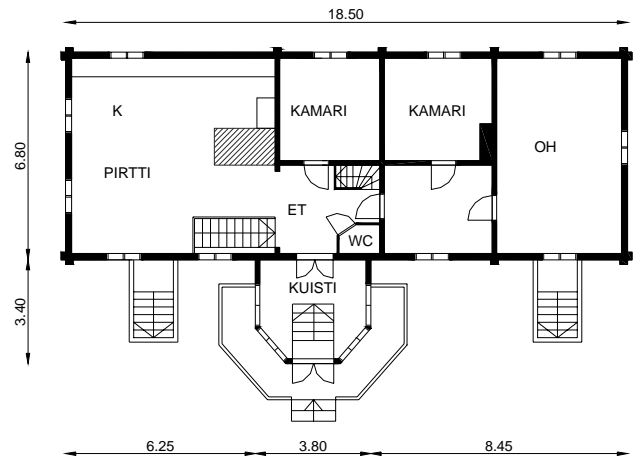 18.50
KAMARI
KAMARI
K
OH
6.80
PIRTTI
ET
WC
KUISTI
3.40
6.25
3.80
8.45